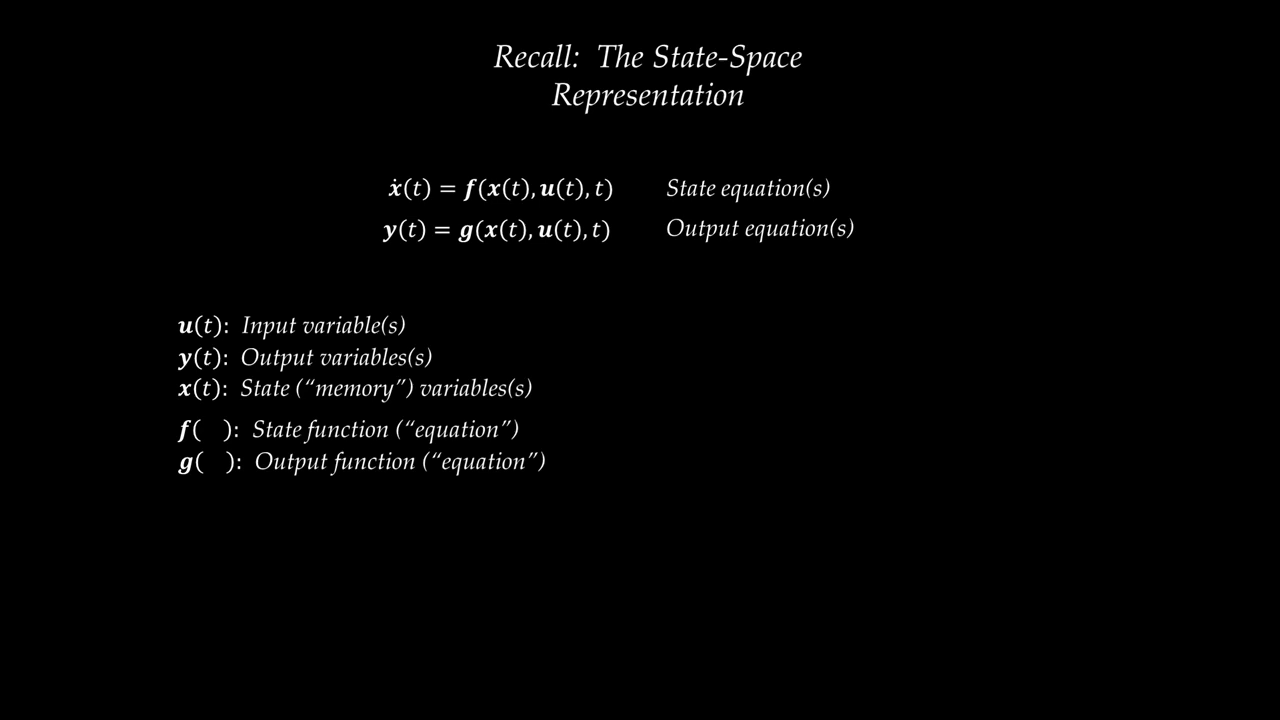 Recall: The State-Space
Representation
ẋ(t) = f(x(t), u(t), t) State equation(s)
y(t) = g(x(t), u(t), t) Output equation(s)
u(t): Input variable(s)
y(t): Output variables(s)
x(t): State (“memory”) variables(s)
f( ): State function (“equation”)
g( ): Output function (“equation”)